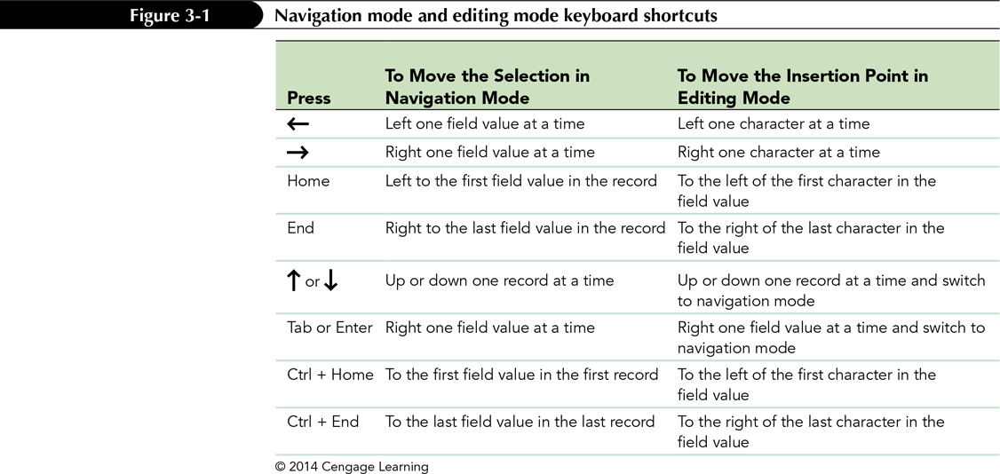 Figure 3-1 Navigation mode and editing mode keyboard shortcuts
Press To Move the Selection in Navigation Mode To Move the Insertion Point in Editing Mode
← Left one field value at a time Left one character at a time
→ Right one field value at a time Right one character at a time
Home Left to the first field value in the record To the left of the first character in the
field value
End Right to the last field value in the record To the right of the last character in the
field value
↑ or ↓ Up or down one record at a time Up or down one record at a time and switch
to navigation mode
Tab or Enter Right one field value at a time Right one field value at a time and switch to
navigation mode
Ctrl + Home To the first field value in the first record To the left of the first character in the
field value
Ctrl + End To the last field value in the last record To the right of the last character in the
field value
© 2014 Cengage Learning